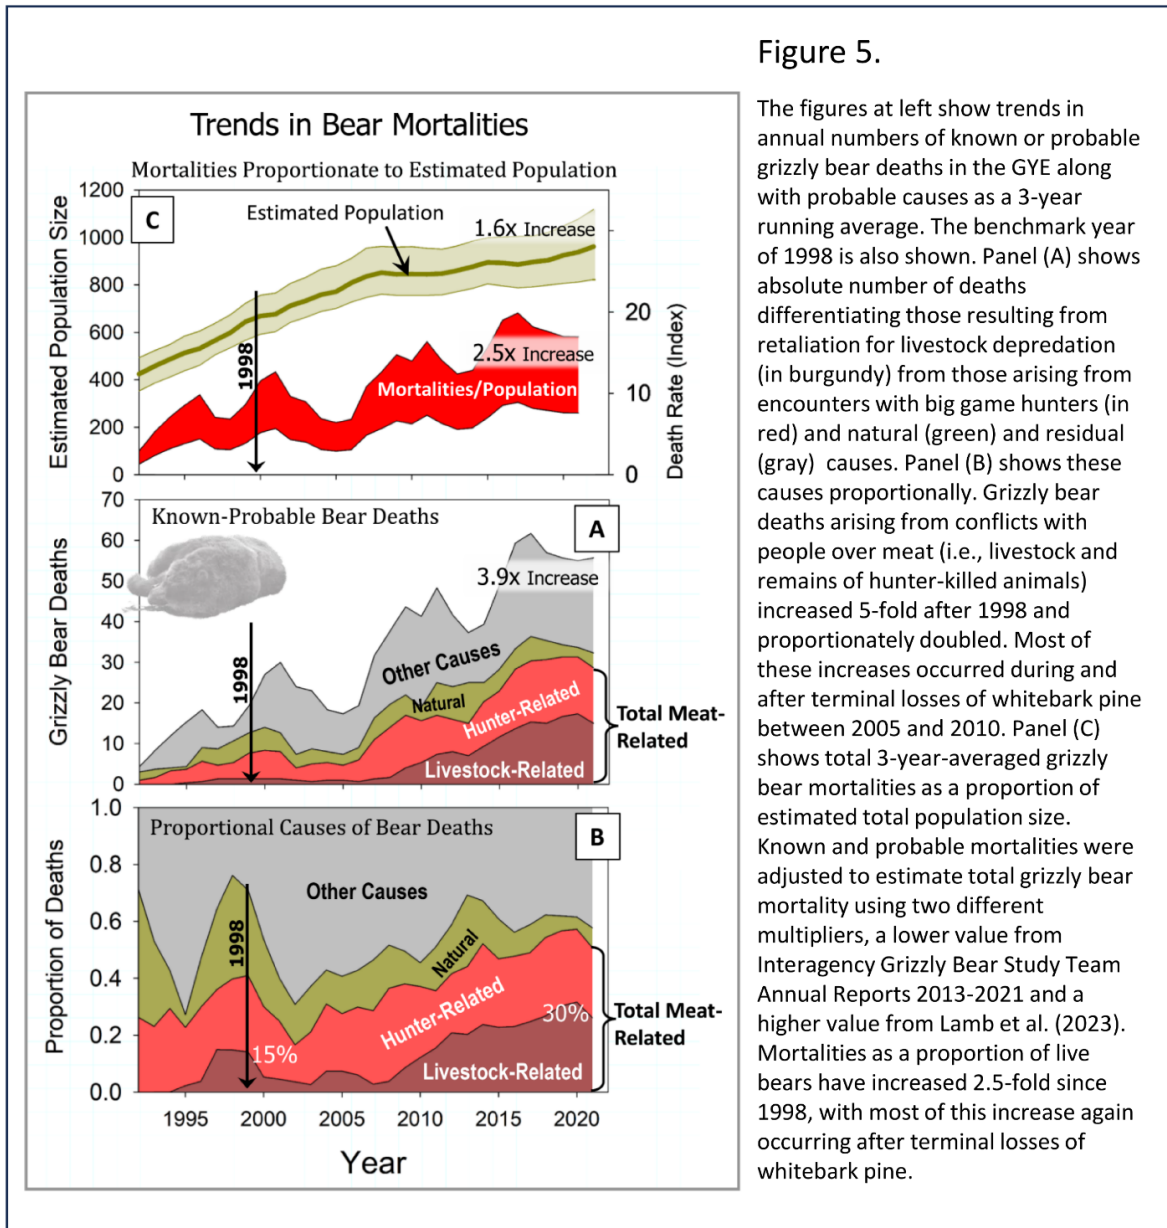 Figure 5.
The figures at left show trends in
annual numbers of known or probable
grizzly bear deaths in the GYE along
with probable causes as a 3-year
running average. The benchmark year
of 1998 is also shown. Panel (A) shows
absolute number of deaths
differentiating those resulting from
retaliation for livestock depredation
(in burgundy) from those arising from
encounters with big game hunters (in
red) and natural (green) and residual
(gray) causes. Panel (B) shows these
causes proportionally. Grizzly bear
deaths arising from conflicts with
people over meat (i.e., livestock and
remains of hunter-killed animals)
increased 5-fold after 1998 and
proportionately doubled. Most of
these increases occurred during and
after terminal losses of whitebark pine
between 2005 and 2010. Panel (C)
shows total 3-year-averaged grizzly
bear mortalities as a proportion of
estimated total population size.
Known and probable mortalities were
adjusted to estimate total grizzly bear
mortality using two different
multipliers, a lower value from
Interagency Grizzly Bear Study Team
Annual Reports 2013-2021 and a
higher value from Lamb et al. (2023).
Mortalities as a proportion of live
bears have increased 2.5-fold since
1998, with most of this increase again
occurring after terminal losses of
whitebark pine.
Trends in Bear Mortalities
Mortalities Proportionate to Estimated Population
Estimated Population Size
1200
1000
800
600
400
200
0
C
Estimated Population
1.6x Increase
1998
2.5x Increase
Mortalities/Population
20
10
0
Death Rate (Index)
Grizzly Bear Deaths
70
60
50
40
30
20
10
0
Known-Probable Bear Deaths
A
3.9x Increase
1998
Other Causes
Natural
Hunter-Related
Livestock-Related
Total Meat-
Related
Proportion of Deaths
1.0
0.8
0.6
0.4
0.2
0.0
Proportional Causes of Bear Deaths
B
Other Causes
1998
Natural
Hunter-Related
30%
15%
Livestock-Related
Total Meat-
Related
1995 2000 2005 2010 2015 2020
Year